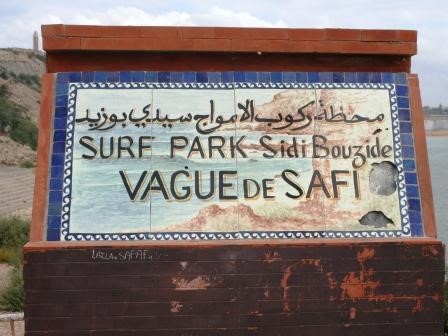 محطة ركوب الامواج سيدي بوزيد
SURF PARK-Sidi Bouzide
VAGUE DE SAFI